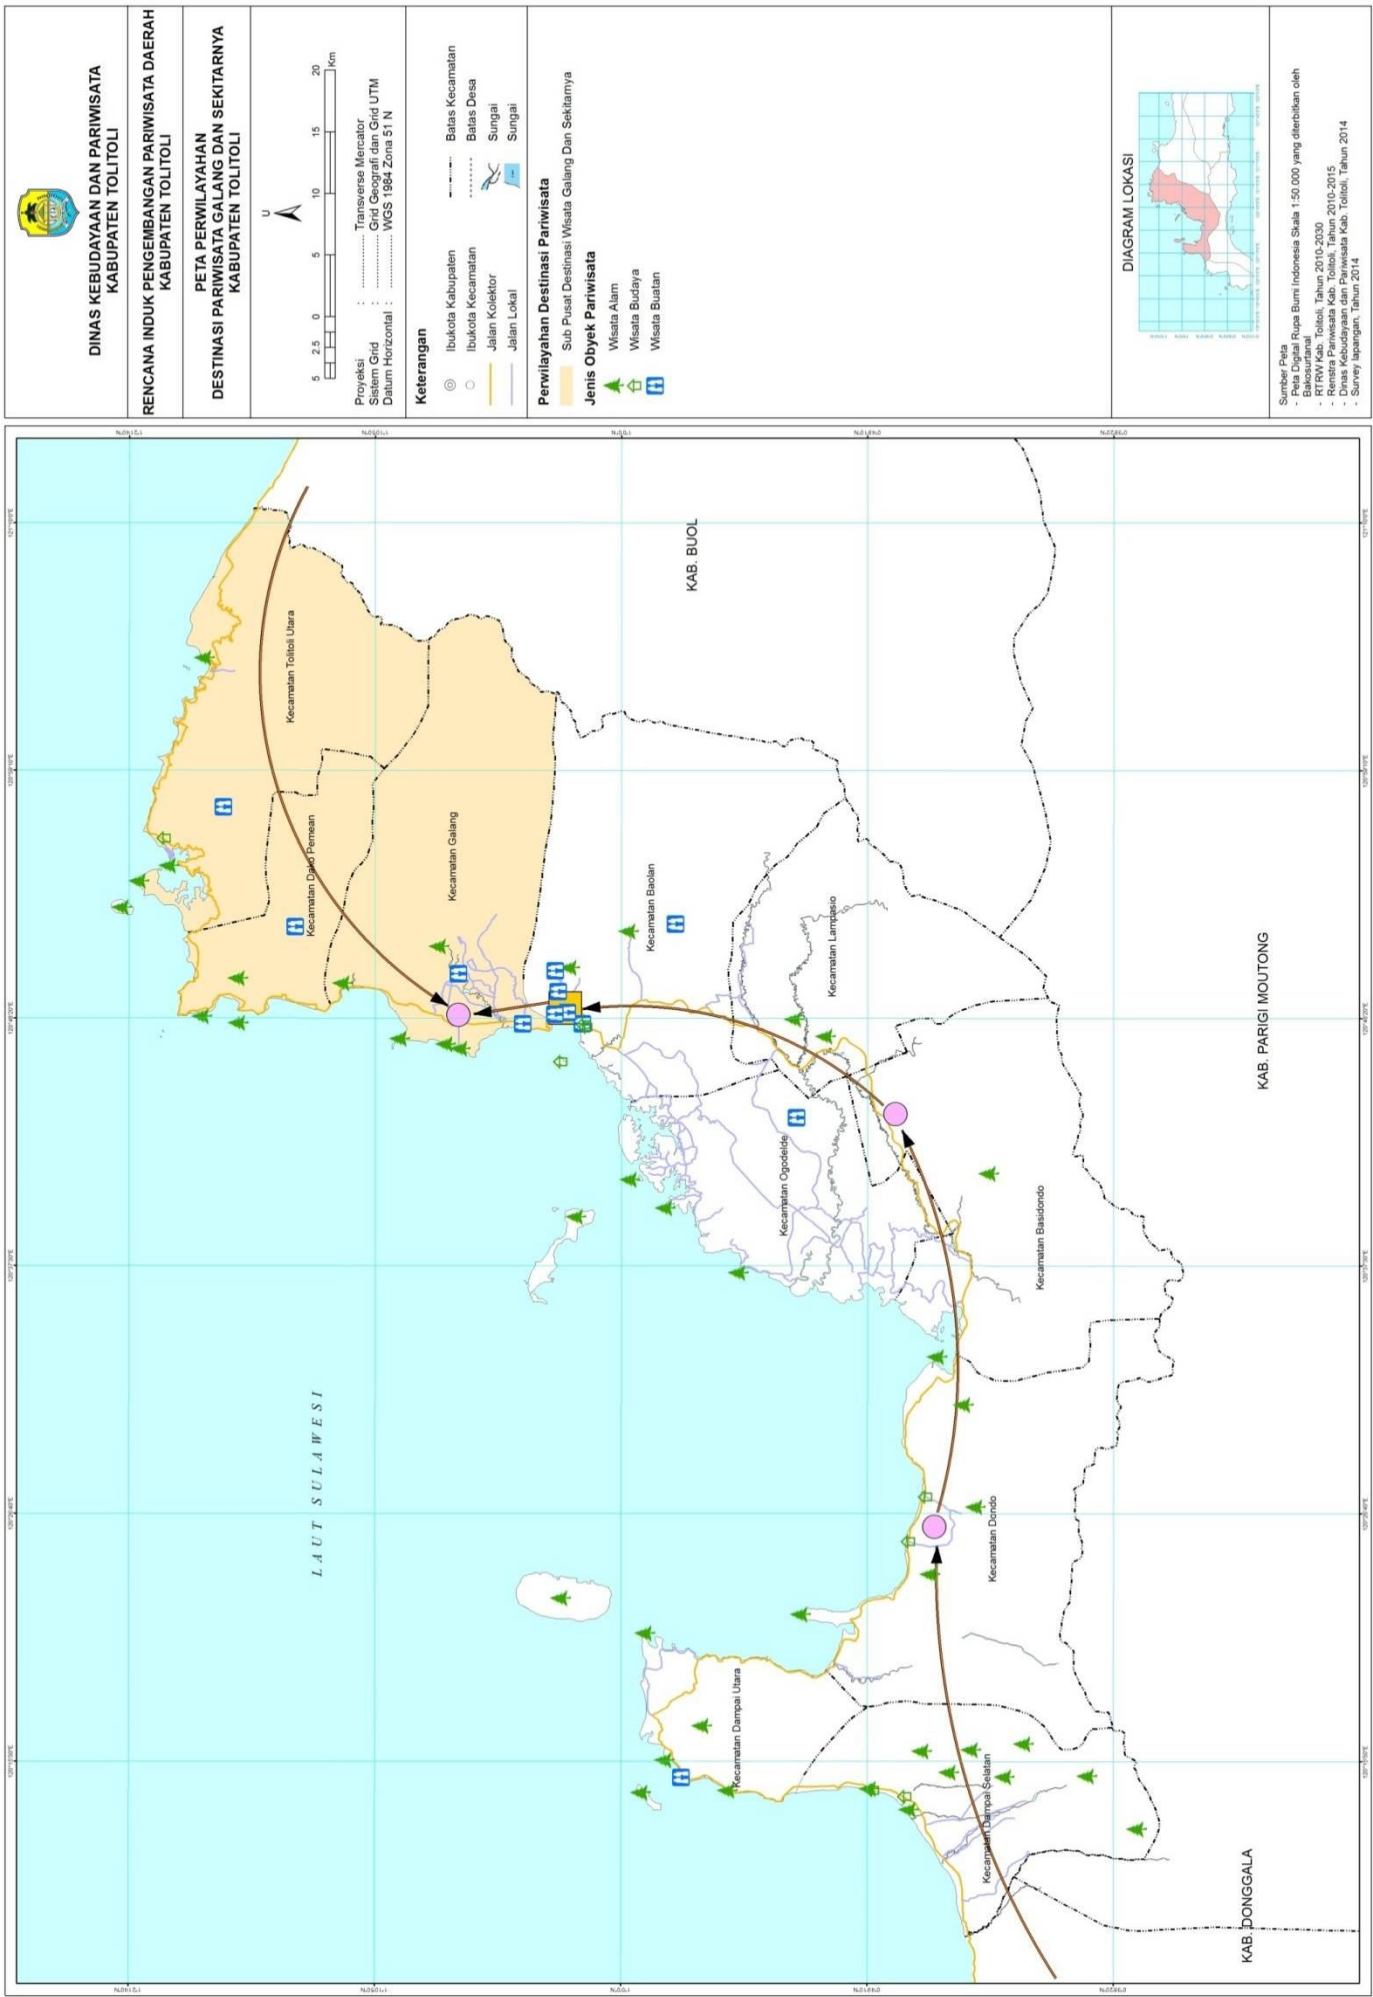 DINAS KEBUDAYAAN DAN PARIWISATA
KABUPATEN TOLITOLI
RENCANA INDUK PENGEMBANGAN PARIWISATA DAERAH
KABUPATEN TOLITOLI
PETA PERWILAYAHAN
DESTINASI PARIWISATA GALANG DAN SEKITARNYA
KABUPATEN TOLITOLI
U
5 2.5 0 5 10 15 20
Km
Proyeksi : Transverse Mercator
Sistem Grid : Grid Geografi dan Grid UTM
Datum Horizontal : WGS 1984 Zona 51 N
Keterangan
Ibukota Kabupaten
Ibukota Kecamatan
Jalan Kolektor
Jalan Lokal
Batas Kecamatan
Batas Desa
Sungai
Sungai
Perwilayahan Destinasi Pariwisata
Sub Pusat Destinasi Wisata Galang Dan Sekitarnya
Jenis Obyek Pariwisata
Wisata Alam
Wisata Budaya
Wisata Buatan
DIAGRAM LOKASI
Sumber Peta
- Peta Digital Rupa Bumi Indonesia Skala 1:50.000 yang diterbitkan oleh
Bakosurtanal
- RTRW Kab. Tolitoli, Tahun 2010-2030
- Renstra Pariwisata Kab. Tolitoli, Tahun 2010-2015
- Dinas Kebudayaan dan Pariwisata Kab. Tolitoli, Tahun 2014
- Survey lapangan, Tahun 2014
Kecamatan Tolitoli Utara
Kecamatan Dako Pemean
Kecamatan Galang
Kecamatan Baolan
KAB. BUOL
Kecamatan Lampasio
Kecamatan Ogodelde
Kecamatan Basidondo
KAB. PARIGI MOUTONG
LAUT SULAWESI
Kecamatan Dondo
Kecamatan Dampai Utara
Kecamatan Dampai Selatan
KAB. DONGGALA